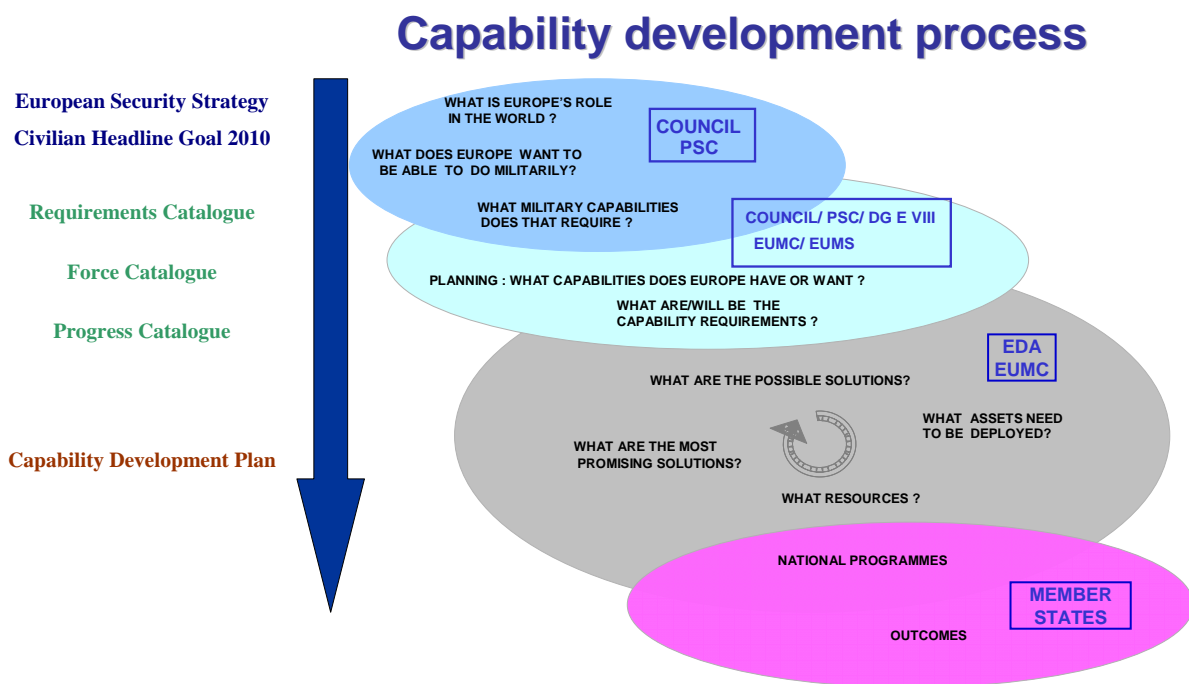 Capability development process
European Security Strategy
Civilian Headline Goal 2010
Requirements Catalogue
Force Catalogue
Progress Catalogue
Capability Development Plan
WHAT IS EUROPE'S ROLE
IN THE WORLD ?
COUNCIL
PSC
WHAT DOES EUROPE WANT TO
BE ABLE TO DO MILITARILY?
WHAT MILITARY CAPABILITIES
DOES THAT REQUIRE ?
COUNCIL/ PSC/ DG E VIII
EUMC/ EUMS
PLANNING : WHAT CAPABILITIES DOES EUROPE HAVE OR WANT ?
WHAT ARE/WILL BE THE
CAPABILITY REQUIREMENTS ?
EDA
EUMC
WHAT ARE THE POSSIBLE SOLUTIONS?
WHAT ASSETS NEED
TO BE DEPLOYED?
WHAT ARE THE MOST
PROMISING SOLUTIONS?
WHAT RESOURCES ?
NATIONAL PROGRAMMES
MEMBER
STATES
OUTCOMES